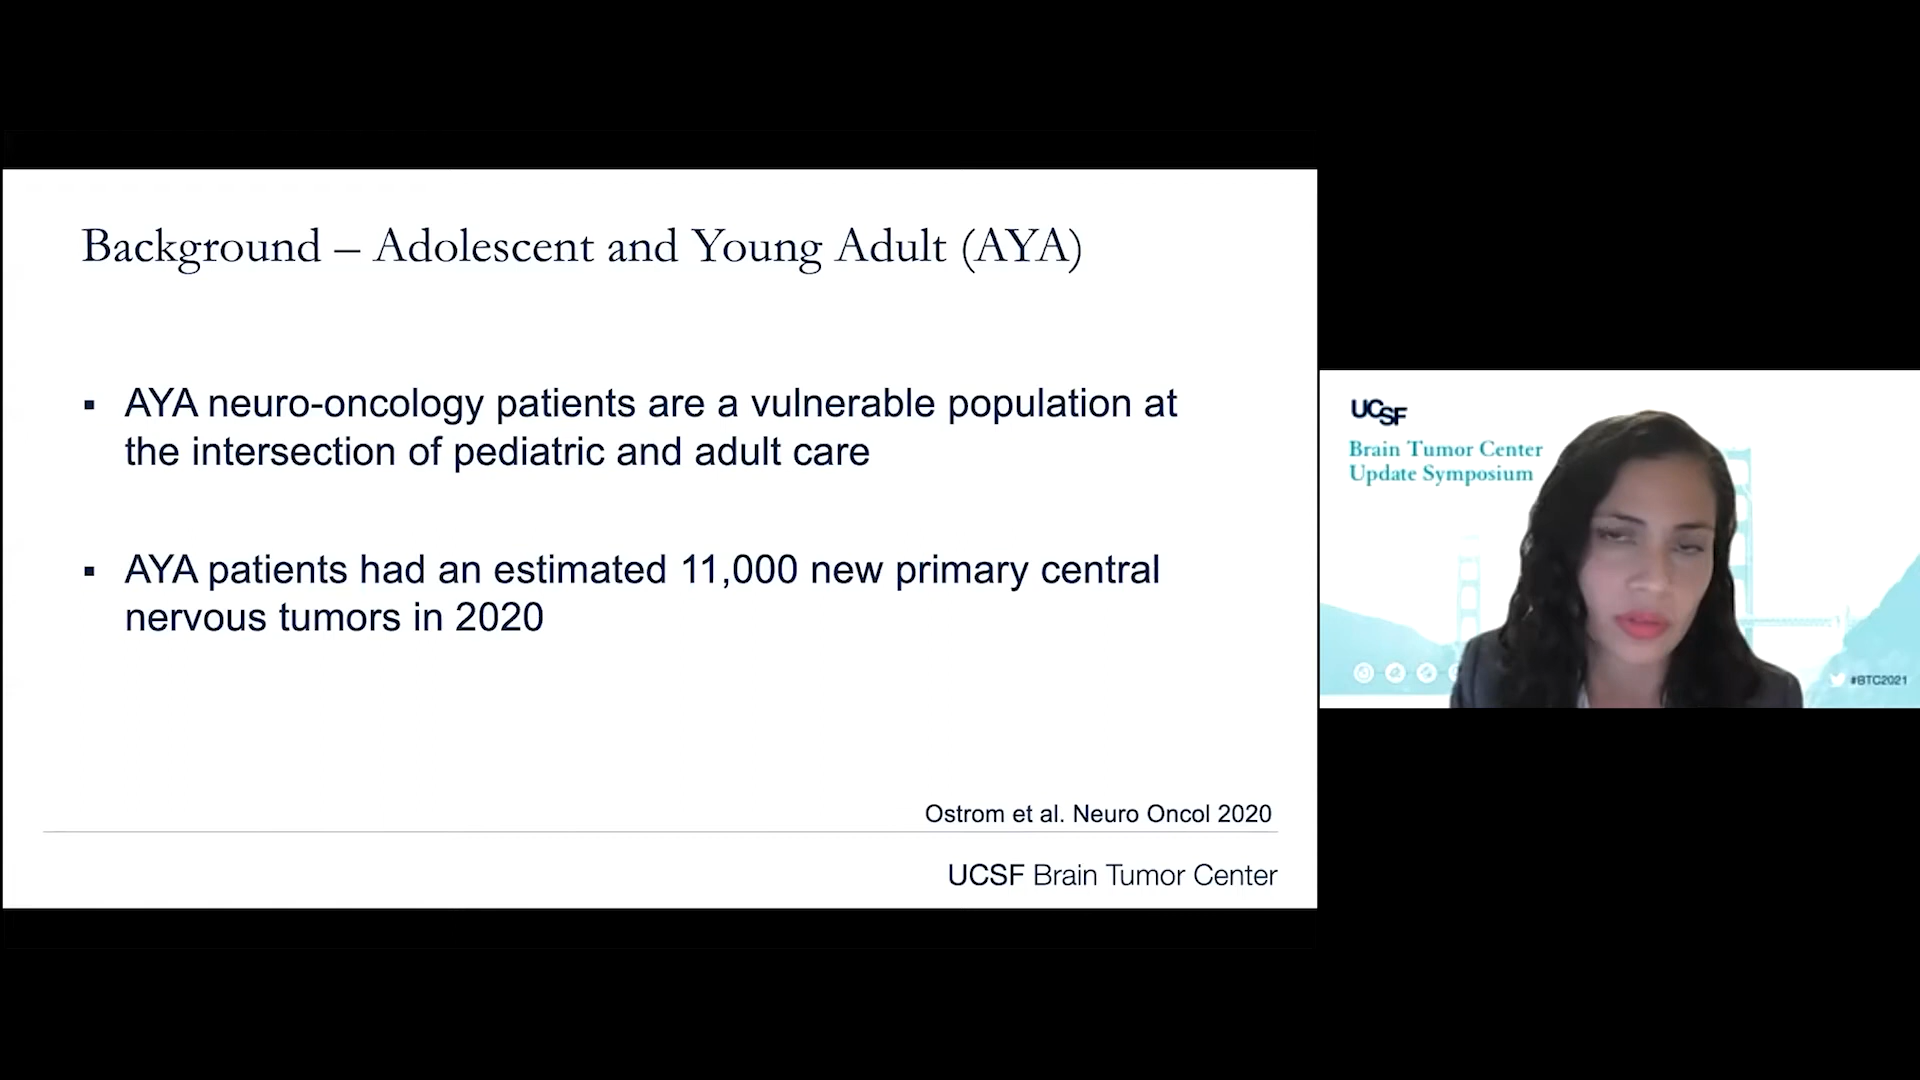 Background – Adolescent and Young Adult (AYA)
▪ AYA neuro-oncology patients are a vulnerable population at
the intersection of pediatric and adult care
▪ AYA patients had an estimated 11,000 new primary central
nervous tumors in 2020
Ostrom et al. Neuro Oncol 2020
UCSF Brain Tumor Center
UCSF
Brain Tumor Center
Update Symposium
#BTC2021